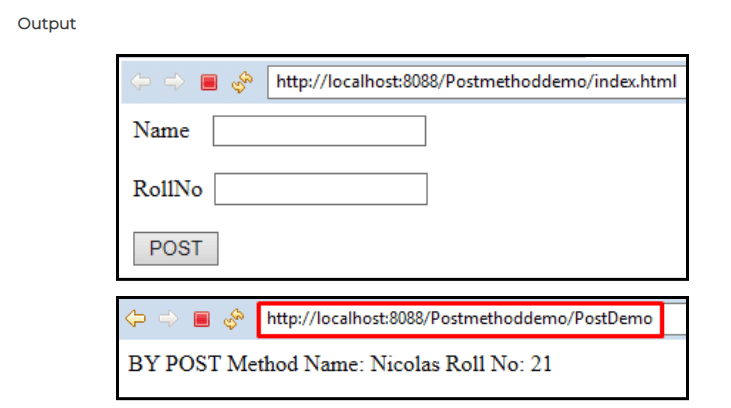 Output
http://localhost:8088/Postmethoddemo/index.html
Name
RollNo
POST
http://localhost:8088/Postmethoddemo/PostDemo
BY POST Method Name: Nicolas Roll No: 21